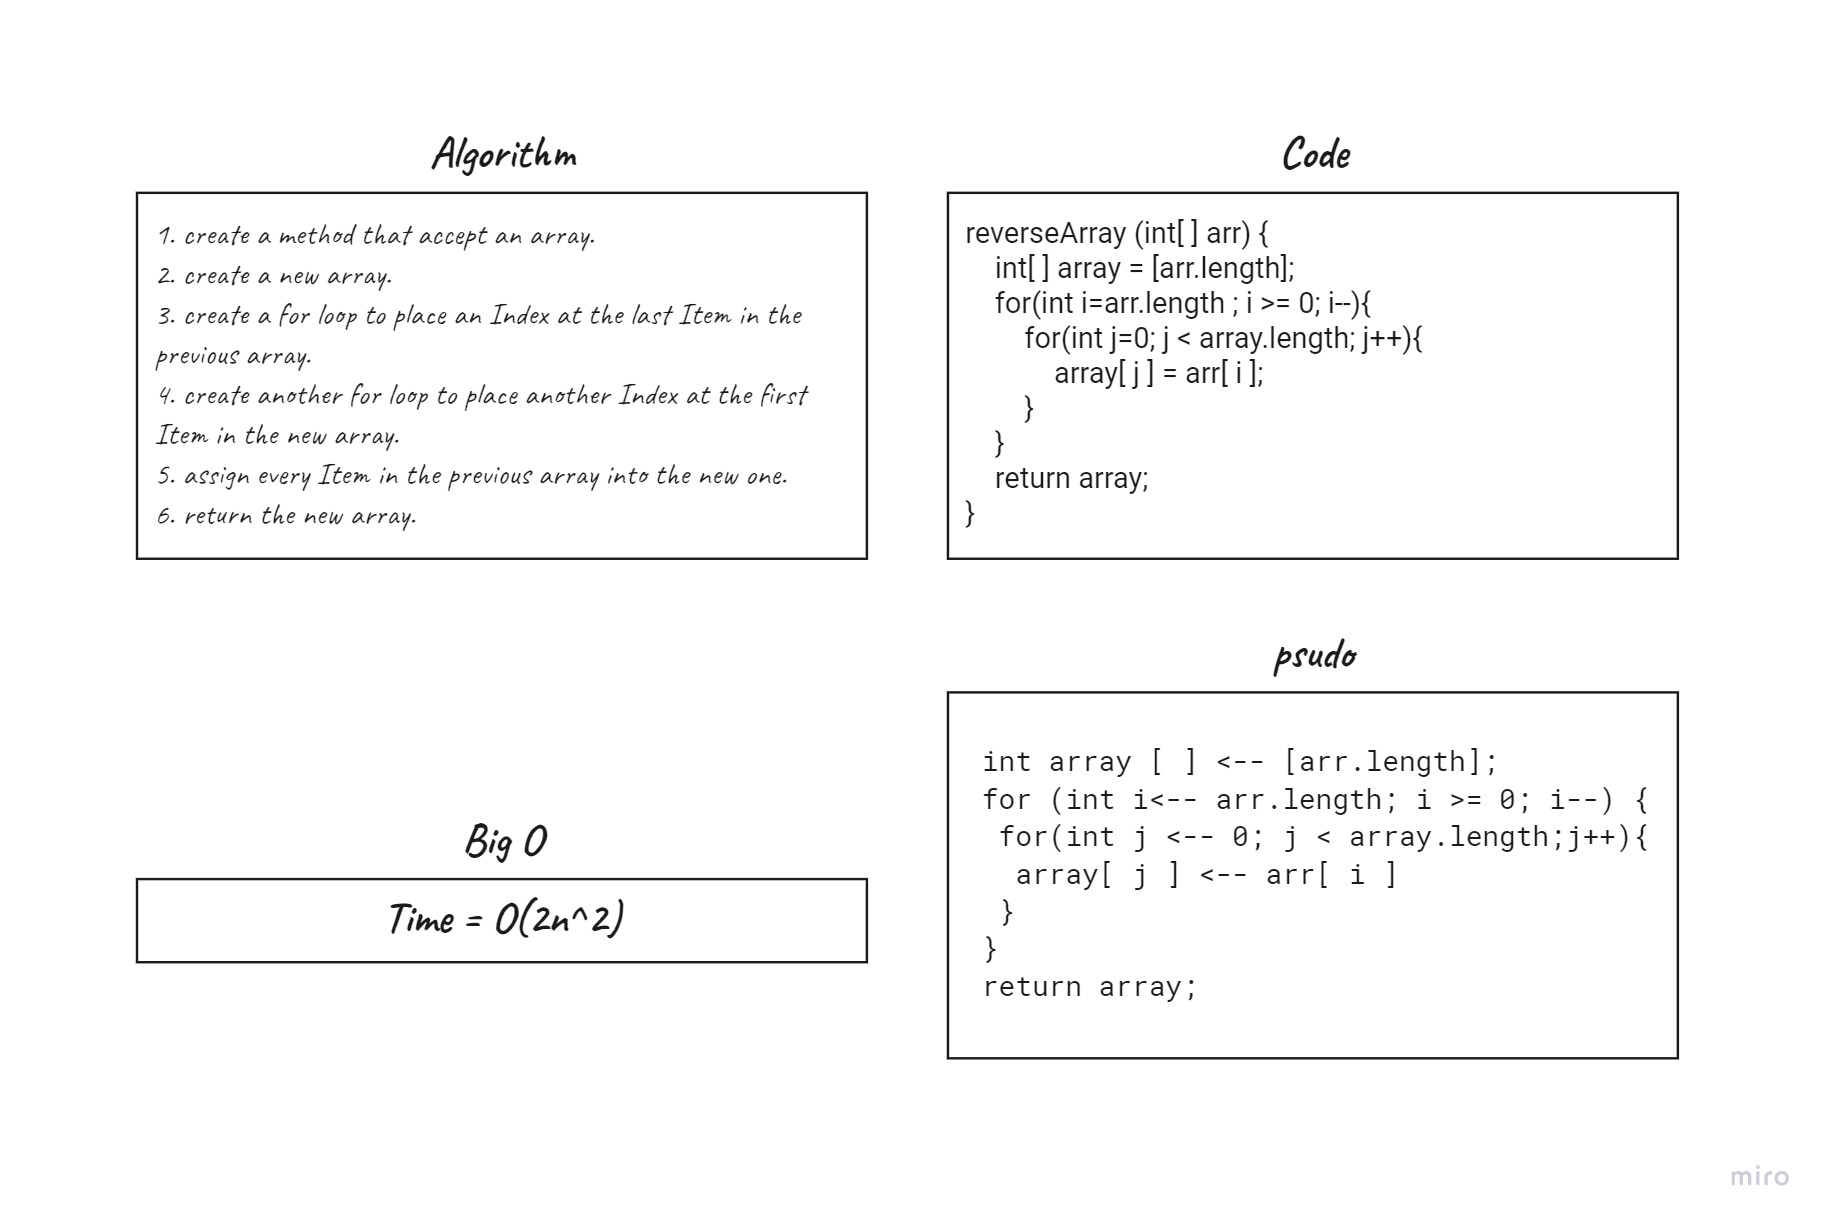 Algorithm
1. create a method that accept an array.
2. create a new array.
3. create a for loop to place an Index at the last Item in the
previous array.
4. create another for loop to place another Index at the first
Item in the new array.
5. assign every Item in the previous array into the new one.
6. return the new array.
Code
reverseArray (int[ ] arr) {
int[ ] array = [arr.length];
for(int i=arr.length ; i >= 0; i--){
for(int j=0; j < array.length; j++){
array[ j ] = arr[ i ];
}
}
return array;
}
Big O
Time = O(2n^2)
psudo
int array [ ] <-- [arr.length];
for (int i<-- arr.length; i >= 0; i--) {
for(int j <-- 0; j < array.length;j++){
array[ j ] <-- arr[ i ]
}
}
return array;
miro